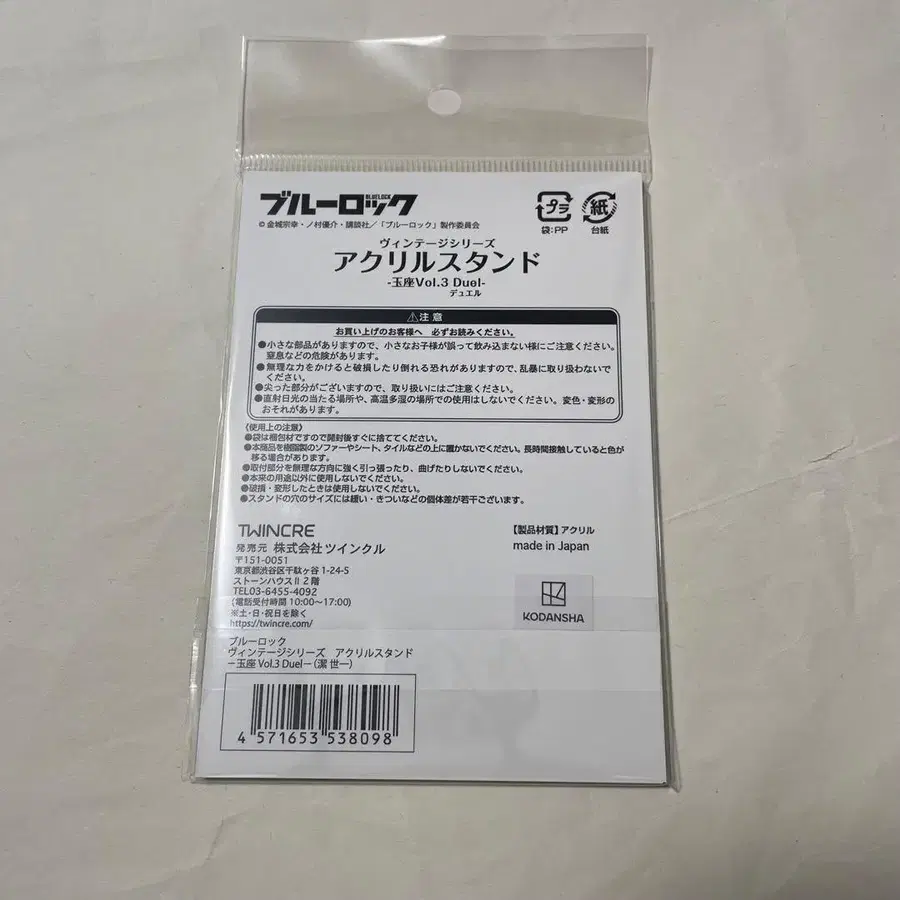 ブルーロック
BLUELOCK
©金城宗幸・ノ村優介・講談社/「ブルーロック」製作委員会
プラ
紙
袋:PP
台紙
ヴィンテージシリーズ
アクリルスタンド
-玉座Vol.3 Duel-
デュエル
⚠注意
お買い上げのお客様へ 必ずお読みください。
●小さな部品がありますので、小さなお子様が誤って飲み込まない様にご注意ください。
窒息などの危険があります。
●無理な力をかけると破損したり倒れる恐れがありますので、乱暴に取り扱わないで
ください。
●尖った部分がございますので、取り扱いにはご注意ください。
●直射日光の当たる場所や、高温多湿の場所での使用はしないでください。変色・変形の
おそれがあります。
《使用上の注意》
●袋は梱包材ですので開封後すぐに捨ててください。
●本商品を樹脂製のソファーやシート、タイルなどの上に置かないでください。長時間接触していると色が
移る場合があります。
●取付部分を無理な方向に強く引っ張ったり、曲げたりしないでください。
●本来の用途以外に使用しないでください。
●破損・変形したときは使用しないでください。
●スタンドの穴のサイズには緩い・きついなどの個体差が若干ございます。
TWINCRE
発売元 株式会社ツインクル
〒151-0051
東京都渋谷区千駄ヶ谷 1-24-5
ストーンハウスⅡ2階
TEL03-6455-4092
(電話受付時間 10:00～17:00)
※土・日・祝日を除く
https://twincre.com/
【製品材質】アクリル
made in Japan
KODANSHA
ブルーロック
ヴィンテージシリーズ アクリルスタンド
－玉座 Vol.3 Duel－(潔 世一)
4 571653 538098